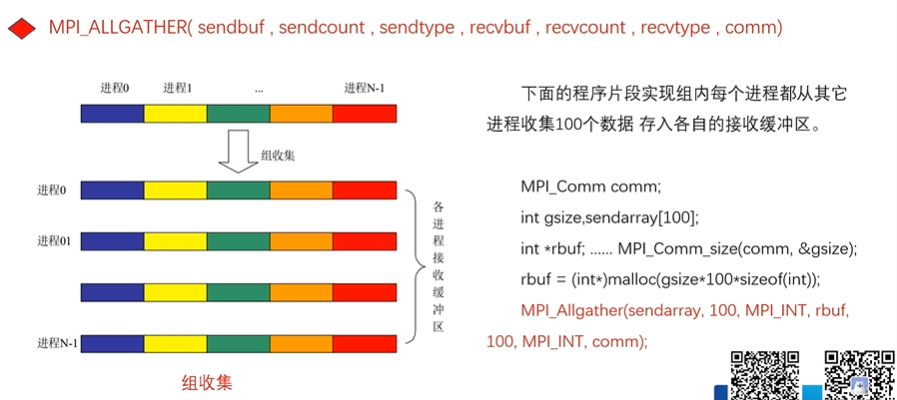 MPI_ALLGATHER( sendbuf , sendcount , sendtype , recvbuf , recvcount , recvtype , comm)
进程0 进程1 ... 进程N-1
组收集
进程0
进程01
进程N-1
各进程接收缓冲区
组收集
下面的程序片段实现组内每个进程都从其它
进程收集100个数据 存入各自的接收缓冲区。
MPI_Comm comm;
int gsize,sendarray[100];
int *rbuf; ...... MPI_Comm_size(comm, &gsize);
rbuf = (int*)malloc(gsize*100*sizeof(int));
MPI_Allgather(sendarray, 100, MPI_INT, rbuf,
100, MPI_INT, comm);